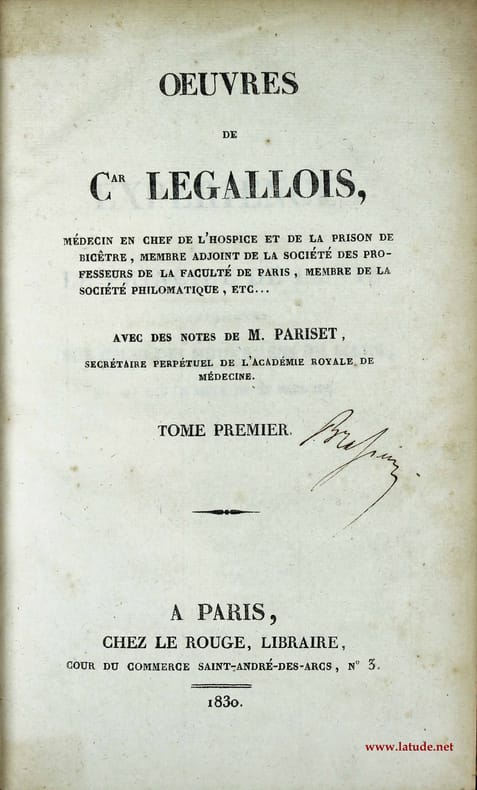 OEUVRES
DE
CAR LEGALLOIS,
MÉDECIN EN CHEF DE L'HOSPICE ET DE LA PRISON DE
BICÊTRE, MEMBRE ADJOINT DE LA SOCIÉTÉ DES PRO-
FESSEURS DE LA FACULTÉ DE PARIS, MEMBRE DE LA
SOCIÉTÉ PHILOMATIQUE, ETC...
AVEC DES NOTES DE M. PARISET,
SECRÉTAIRE PERPÉTUEL DE L'ACADÉMIE ROYALE DE
MÉDECINE.
TOME PREMIER.
A PARIS,
CHEZ LE ROUGE, LIBRAIRE,
COUR DU COMMERCE SAINT-ANDRÉ-DES-ARCS, N° 3.
1830.
www.latude.net